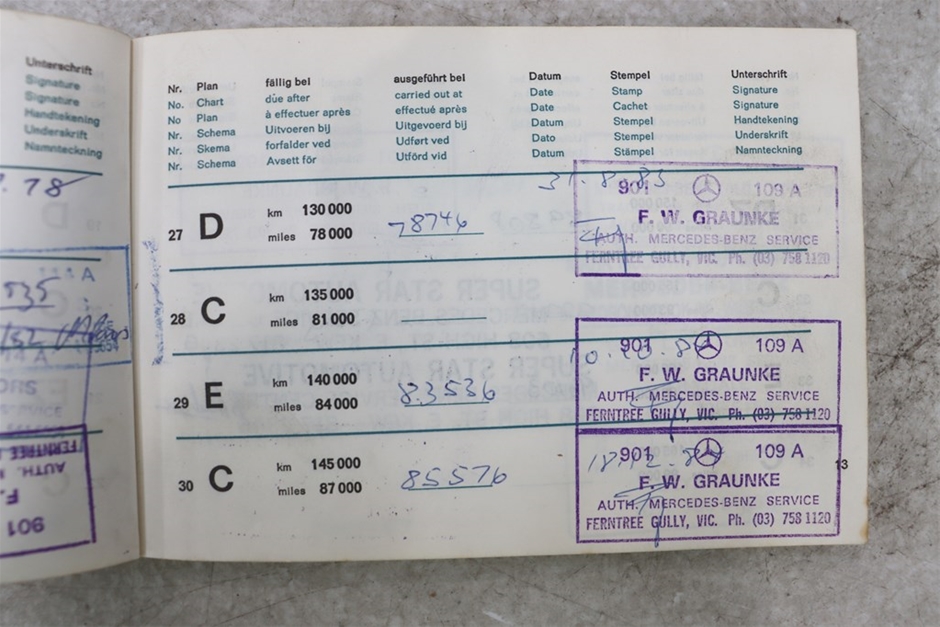 Unterschrift
Signature
Signature
Handtekening
Underskrift
Namnteckning
.78
Nr. Plan fällig bei ausgeführt bei Datum Stempel Unterschrift
No. Chart due after carried out at Date Stamp Signature
No Plan à effectuer après effectué après Date Cachet Signature
Nr. Schema Uitvoeren bij Uitgevoerd bij Datum Stempel Handtekening
Nr. Skema forfalder ved Udført ved Dato Stempel Underskrift
Nr. Schema Avsett för Utförd vid Datum Stämpel Namnteckning
27 D km 130 000
miles 78 000 78746
31.8.83
901 109 A
F. W. GRAUNKE
AUTH. MERCEDES-BENZ SERVICE
FERNTREE GULLY, VIC. Ph. (03) 758 1120
28 C km 135 000
miles 81 000
29 E km 140 000
miles 84 000 83536
901 109 A
F. W. GRAUNKE
AUTH. MERCEDES-BENZ SERVICE
FERNTREE GULLY, VIC. Ph. (03) 758 1120
30 C km 145 000
miles 87 000 85576
901 109 A
F. W. GRAUNKE
AUTH. MERCEDES-BENZ SERVICE
FERNTREE GULLY, VIC. Ph. (03) 758 1120
13